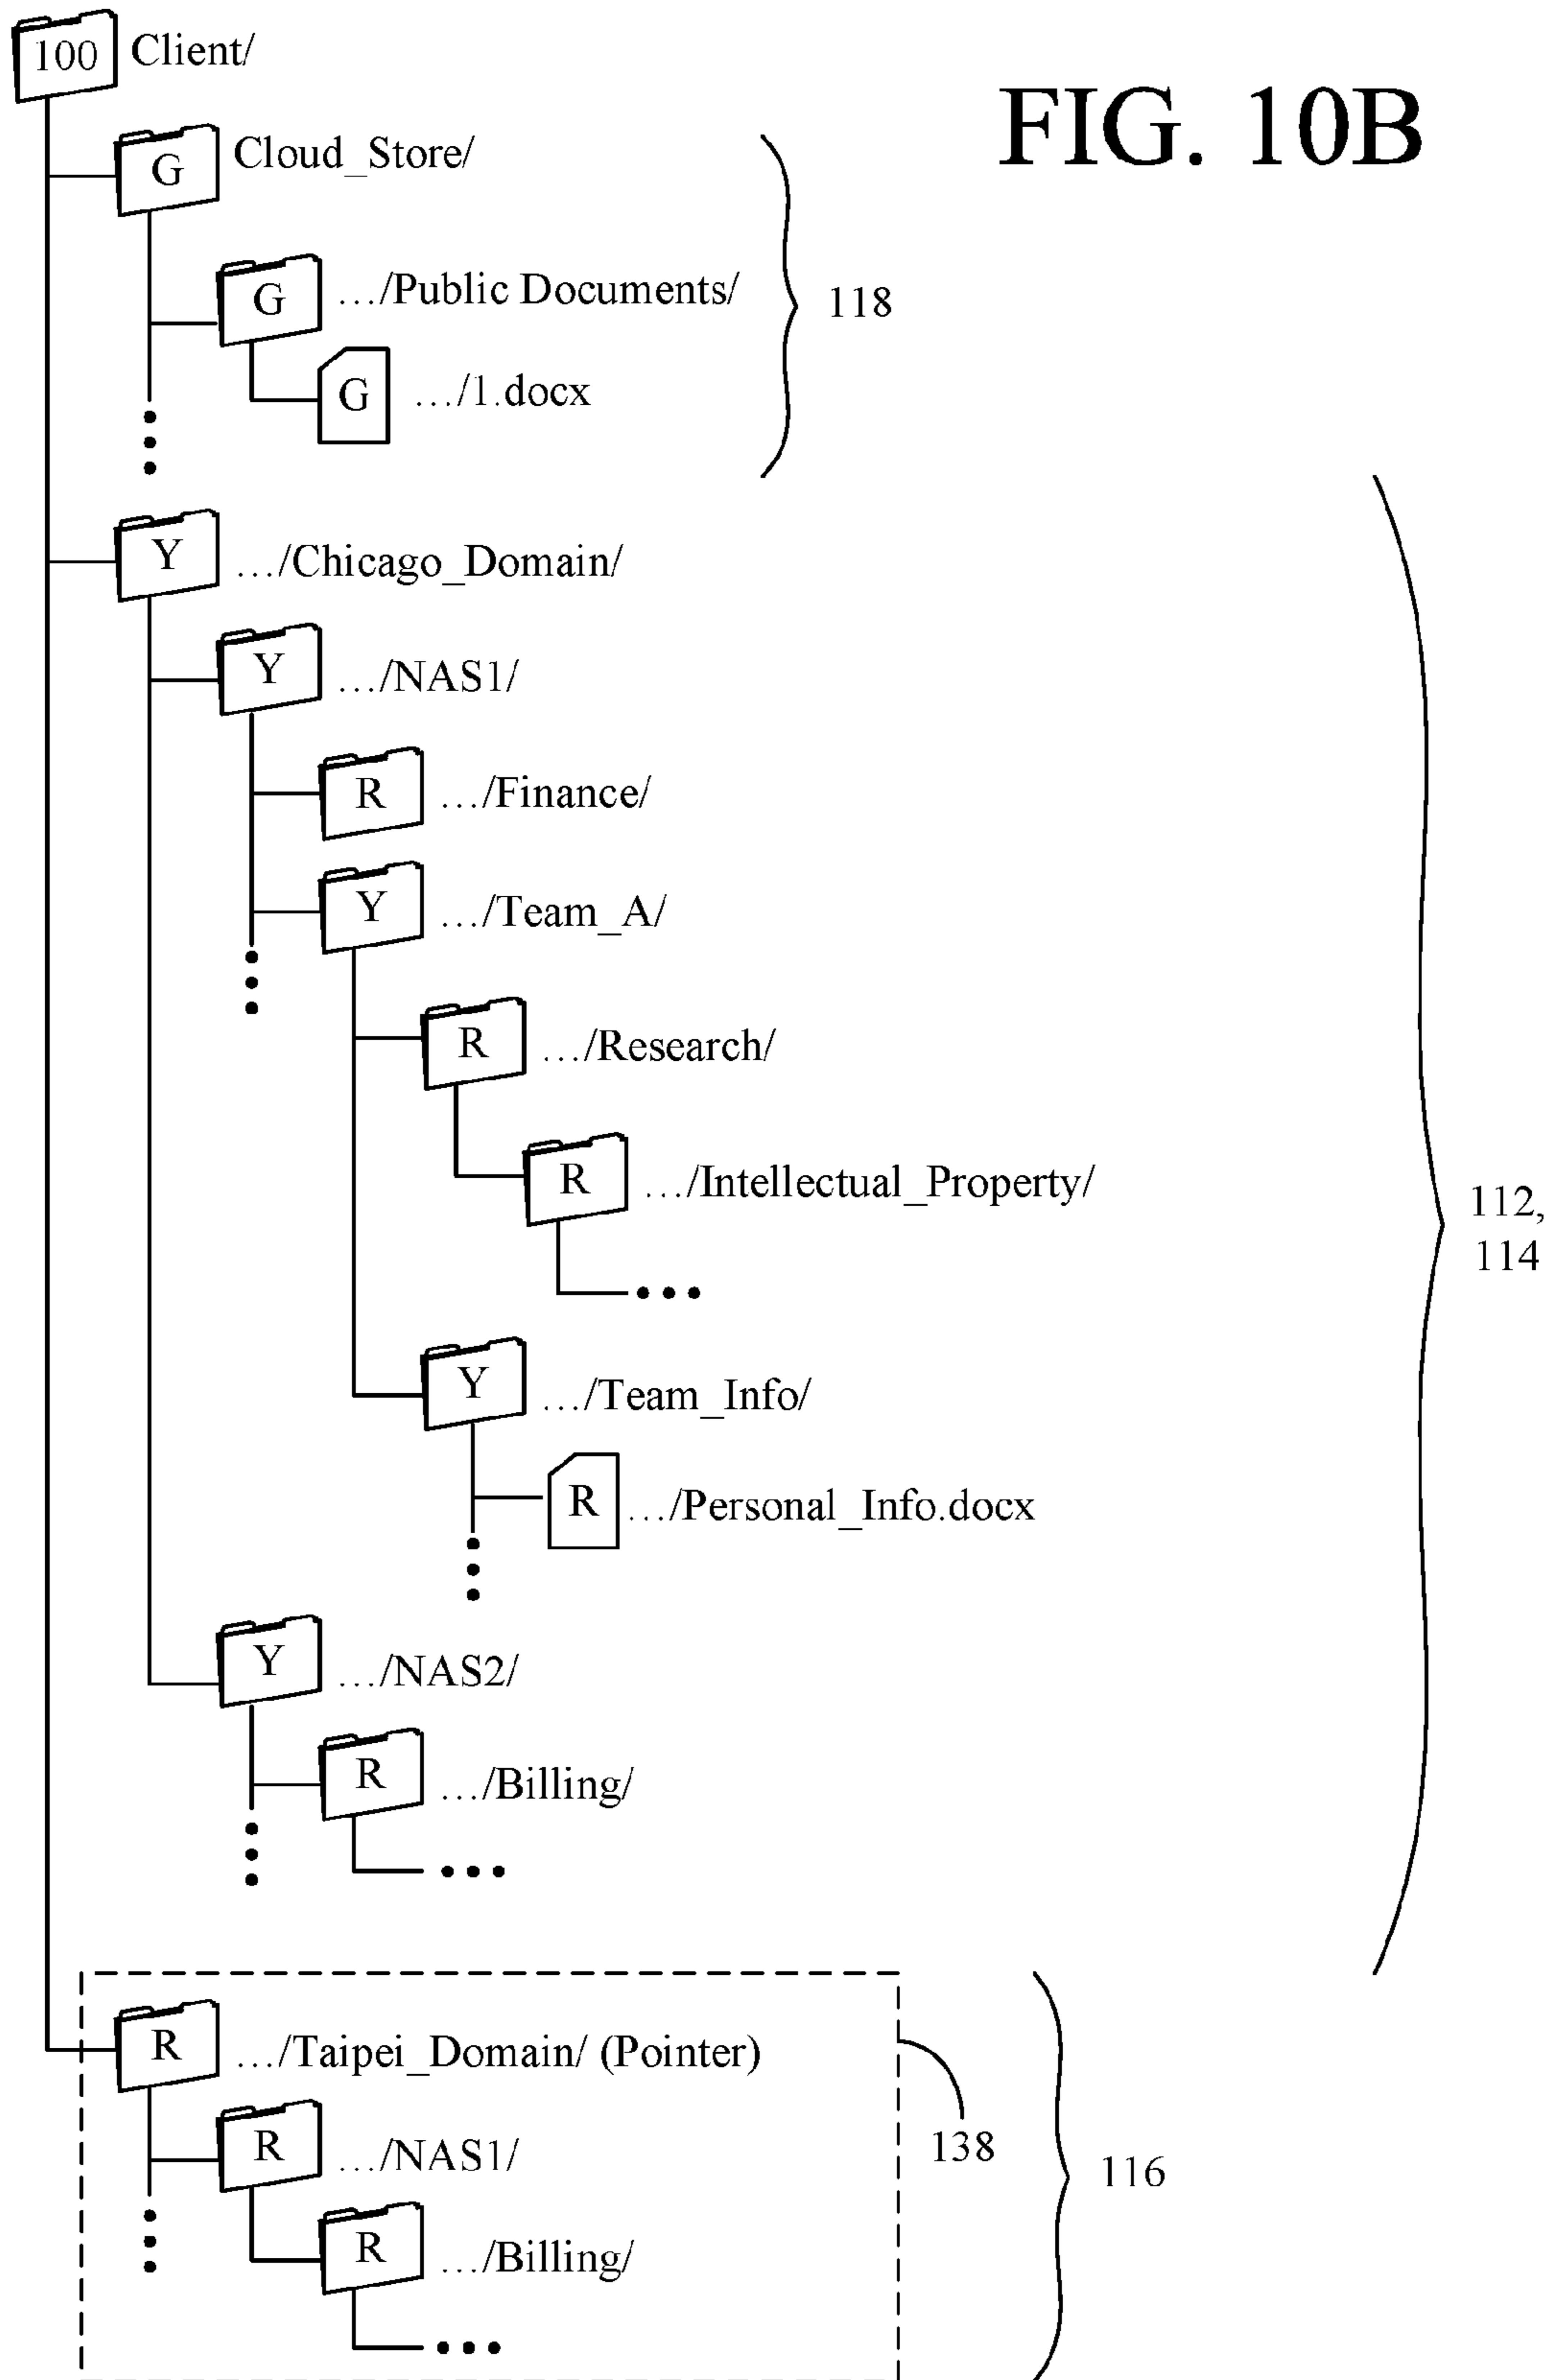 FIG. 10B
100 Client/
G Cloud_Store/
G .../Public Documents/
118
G .../1.docx
Y .../Chicago_Domain/
Y .../NAS1/
R .../Finance/
Y .../Team_A/
R .../Research/
R .../Intellectual_Property/
112,
114
Y .../Team_Info/
R .../Personal_Info.docx
Y .../NAS2/
R .../Billing/
R .../Taipei_Domain/ (Pointer)
138
R .../NAS1/
116
R .../Billing/